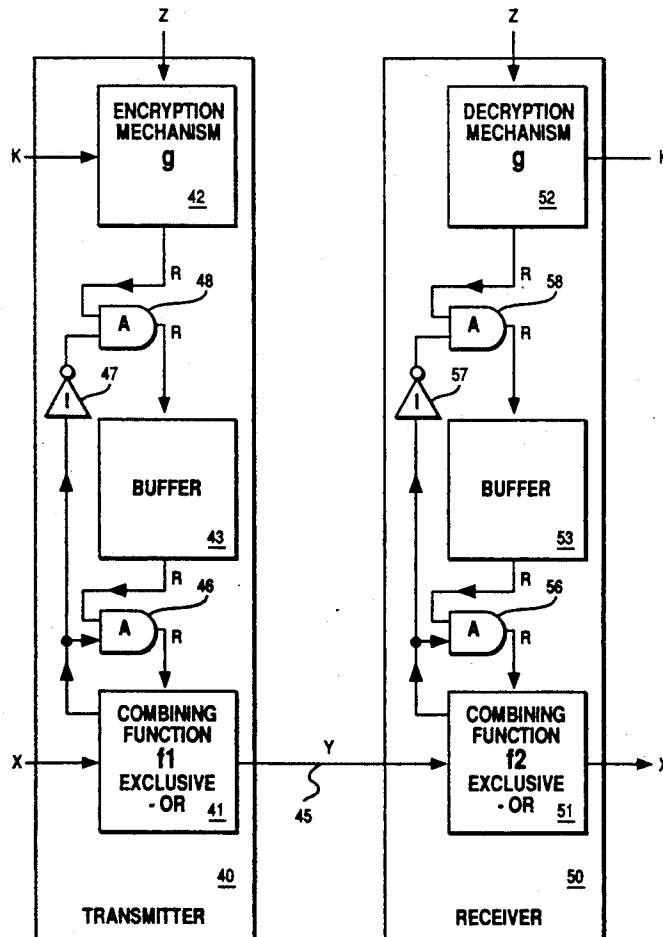 Z
Z
ENCRYPTION
MECHANISM
g
42
DECRYPTION
MECHANISM
g
52
K
R
48
A
R
47
I
R
58
A
R
57
I
BUFFER
43
BUFFER
53
R
46
A
R
R
56
A
R
X
COMBINING
FUNCTION
f1
EXCLUSIVE
- OR
41
Y
45
COMBINING
FUNCTION
f2
EXCLUSIVE
- OR
51
40
TRANSMITTER
50
RECEIVER